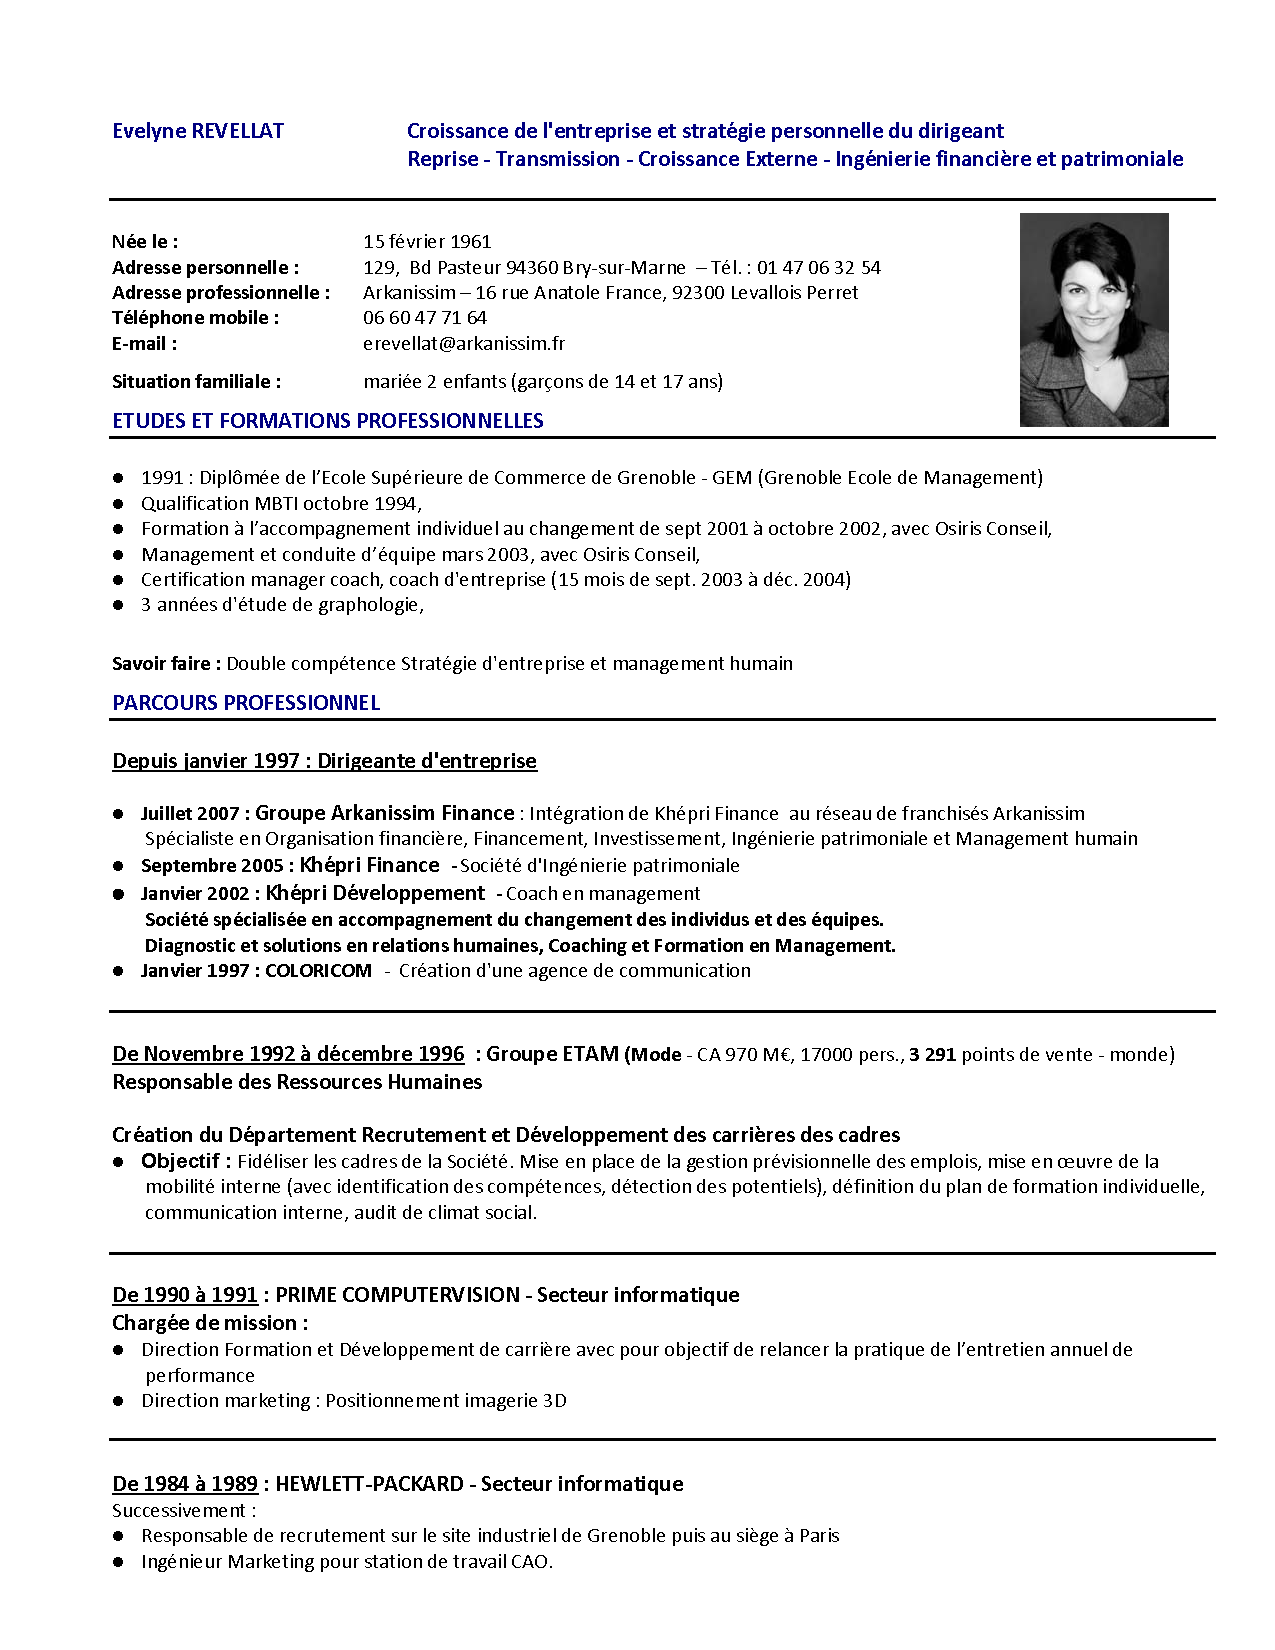 Evelyne REVELLAT Croissance de l'entreprise et stratégie personnelle du dirigeant
Reprise - Transmission - Croissance Externe - Ingénierie financière et patrimoniale
Née le : 15 février 1961
Adresse personnelle : 129, Bd Pasteur 94360 Bry-sur-Marne – Tél. : 01 47 06 32 54
Adresse professionnelle : Arkanissim – 16 rue Anatole France, 92300 Levallois Perret
Téléphone mobile : 06 60 47 71 64
E-mail : erevellat@arkanissim.fr
Situation familiale : mariée 2 enfants (garçons de 14 et 17 ans)
ETUDES ET FORMATIONS PROFESSIONNELLES
● 1991 : Diplômée de l’Ecole Supérieure de Commerce de Grenoble - GEM (Grenoble Ecole de Management)
● Qualification MBTI octobre 1994,
● Formation à l’accompagnement individuel au changement de sept 2001 à octobre 2002, avec Osiris Conseil,
● Management et conduite d’équipe mars 2003, avec Osiris Conseil,
● Certification manager coach, coach d'entreprise (15 mois de sept. 2003 à déc. 2004)
● 3 années d'étude de graphologie,
Savoir faire : Double compétence Stratégie d'entreprise et management humain
PARCOURS PROFESSIONNEL
Depuis janvier 1997 : Dirigeante d'entreprise
● Juillet 2007 : Groupe Arkanissim Finance : Intégration de Khépri Finance au réseau de franchisés Arkanissim
Spécialiste en Organisation financière, Financement, Investissement, Ingénierie patrimoniale et Management humain
● Septembre 2005 : Khépri Finance - Société d'Ingénierie patrimoniale
● Janvier 2002 : Khépri Développement - Coach en management
Société spécialisée en accompagnement du changement des individus et des équipes.
Diagnostic et solutions en relations humaines, Coaching et Formation en Management.
● Janvier 1997 : COLORICOM - Création d'une agence de communication
De Novembre 1992 à décembre 1996 : Groupe ETAM (Mode - CA 970 M€, 17000 pers., 3 291 points de vente - monde)
Responsable des Ressources Humaines
Création du Département Recrutement et Développement des carrières des cadres
● Objectif : Fidéliser les cadres de la Société. Mise en place de la gestion prévisionnelle des emplois, mise en œuvre de la
mobilité interne (avec identification des compétences, détection des potentiels), définition du plan de formation individuelle,
communication interne, audit de climat social.
De 1990 à 1991 : PRIME COMPUTERVISION - Secteur informatique
Chargée de mission :
● Direction Formation et Développement de carrière avec pour objectif de relancer la pratique de l’entretien annuel de
performance
● Direction marketing : Positionnement imagerie 3D
De 1984 à 1989 : HEWLETT-PACKARD - Secteur informatique
Successivement :
● Responsable de recrutement sur le site industriel de Grenoble puis au siège à Paris
● Ingénieur Marketing pour station de travail CAO.